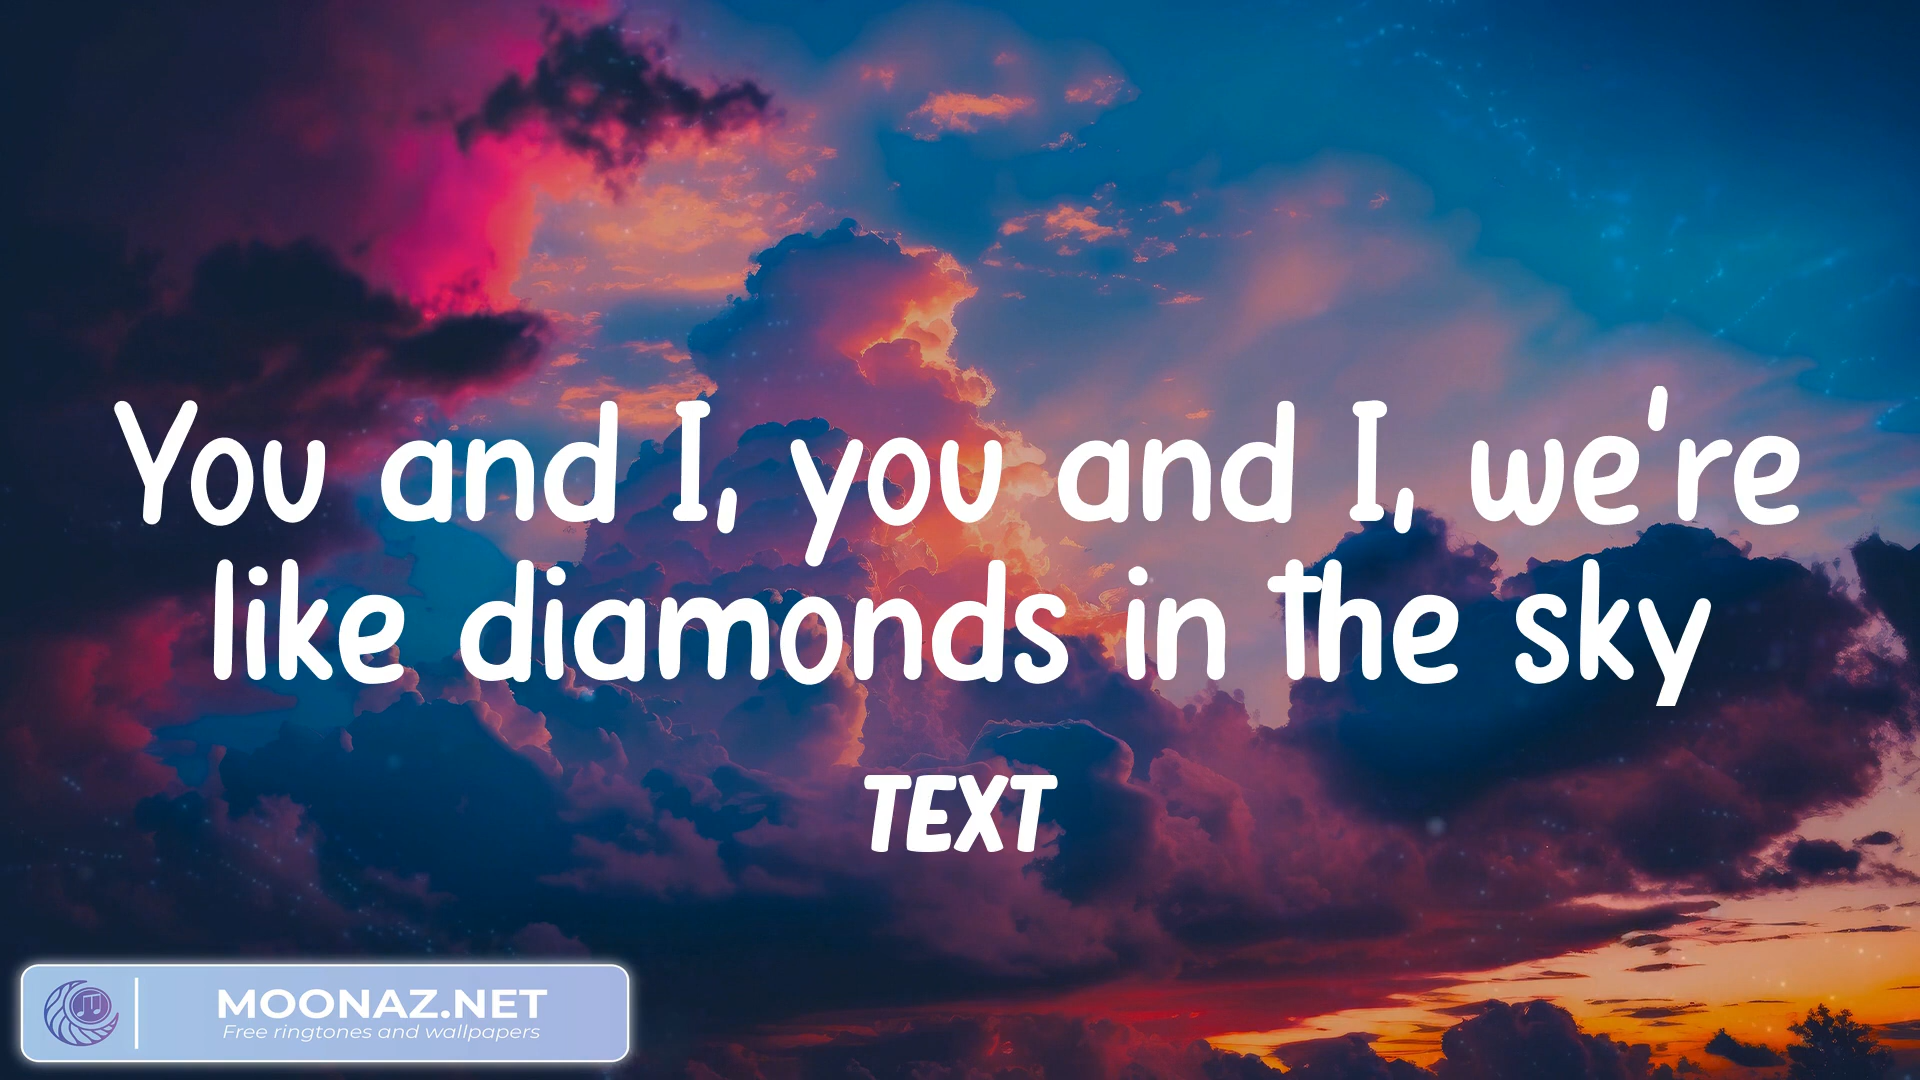 You and I, you and I, we're
like diamonds in the sky
TEXT
MOONAZ.NET
Free ringtones and wallpapers